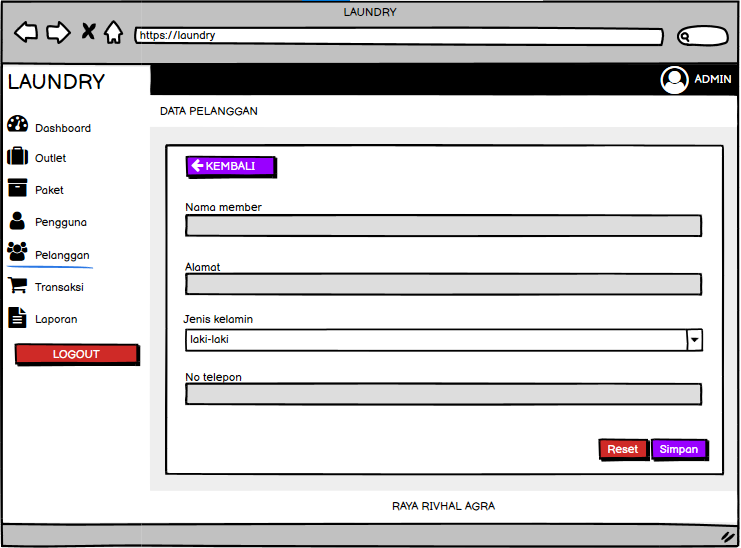 LAUNDRY
https://laundry
LAUNDRY
ADMIN
DATA PELANGGAN
Dashboard
Outlet
Paket
Pengguna
Pelanggan
Transaksi
Laporan
LOGOUT
KEMBALI
Nama member
Alamat
Jenis kelamin
laki-laki
No telepon
Reset
Simpan
RAYA RIVHAL AGRA